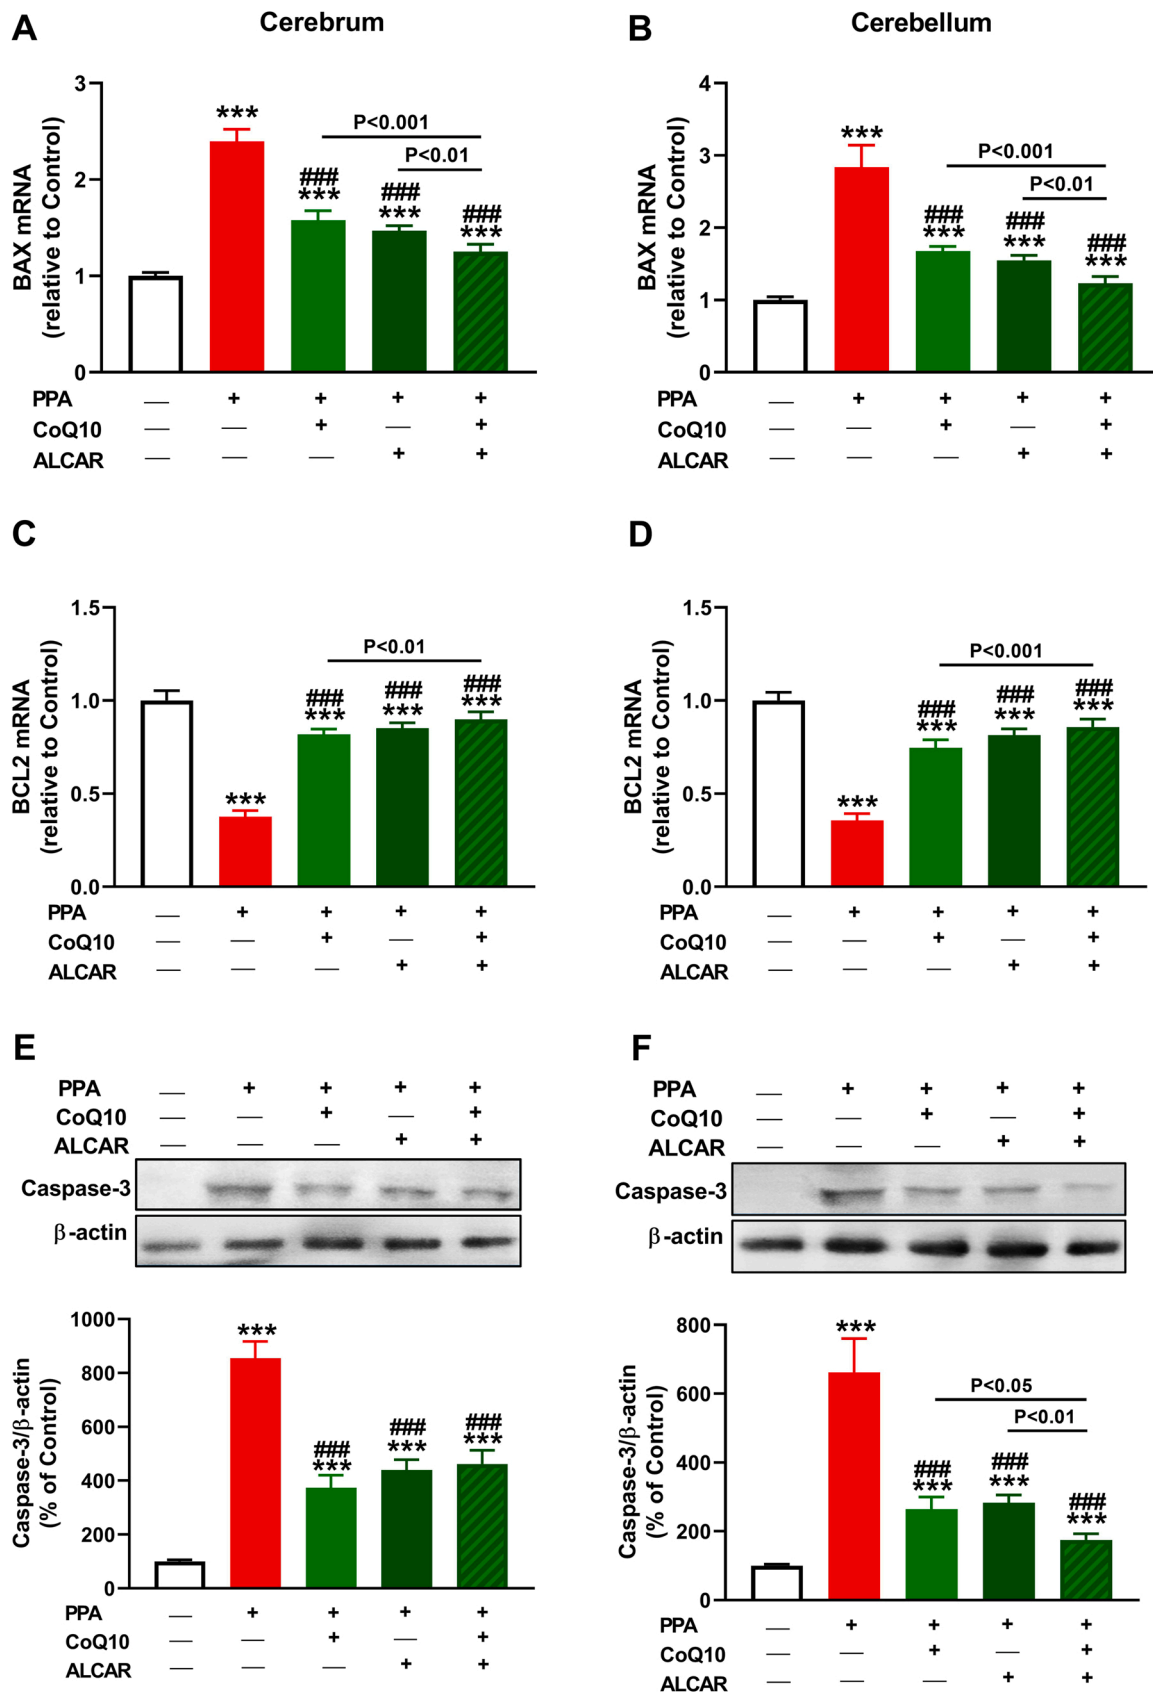 A
Cerebrum
BAX mRNA
(relative to Control)
3
2
1
0
***
###
***
###
***
###
***
P<0.001
P<0.01
PPA — + + + +
CoQ10 — — + — +
ALCAR — — — + +
B
Cerebellum
BAX mRNA
(relative to Control)
4
3
2
1
0
***
###
***
###
***
###
***
P<0.001
P<0.01
PPA — + + + +
CoQ10 — — + — +
ALCAR — — — + +
C
BCL2 mRNA
(relative to Control)
1.5
1.0
0.5
0.0
***
###
***
###
***
###
***
P<0.01
PPA — + + + +
CoQ10 — — + — +
ALCAR — — — + +
D
BCL2 mRNA
(relative to Control)
1.5
1.0
0.5
0.0
***
###
***
###
***
###
***
P<0.001
PPA — + + + +
CoQ10 — — + — +
ALCAR — — — + +
E
PPA — + + + +
CoQ10 — — + — +
ALCAR — — — + +
Caspase-3
β-actin
Caspase-3/β-actin
(% of Control)
1000
800
600
400
200
0
***
###
***
###
***
###
***
PPA — + + + +
CoQ10 — — + — +
ALCAR — — — + +
F
PPA — + + + +
CoQ10 — — + — +
ALCAR — — — + +
Caspase-3
β-actin
Caspase-3/β-actin
(% of Control)
800
600
400
200
0
***
###
***
###
***
###
***
P<0.05
P<0.01
PPA — + + + +
CoQ10 — — + — +
ALCAR — — — + +